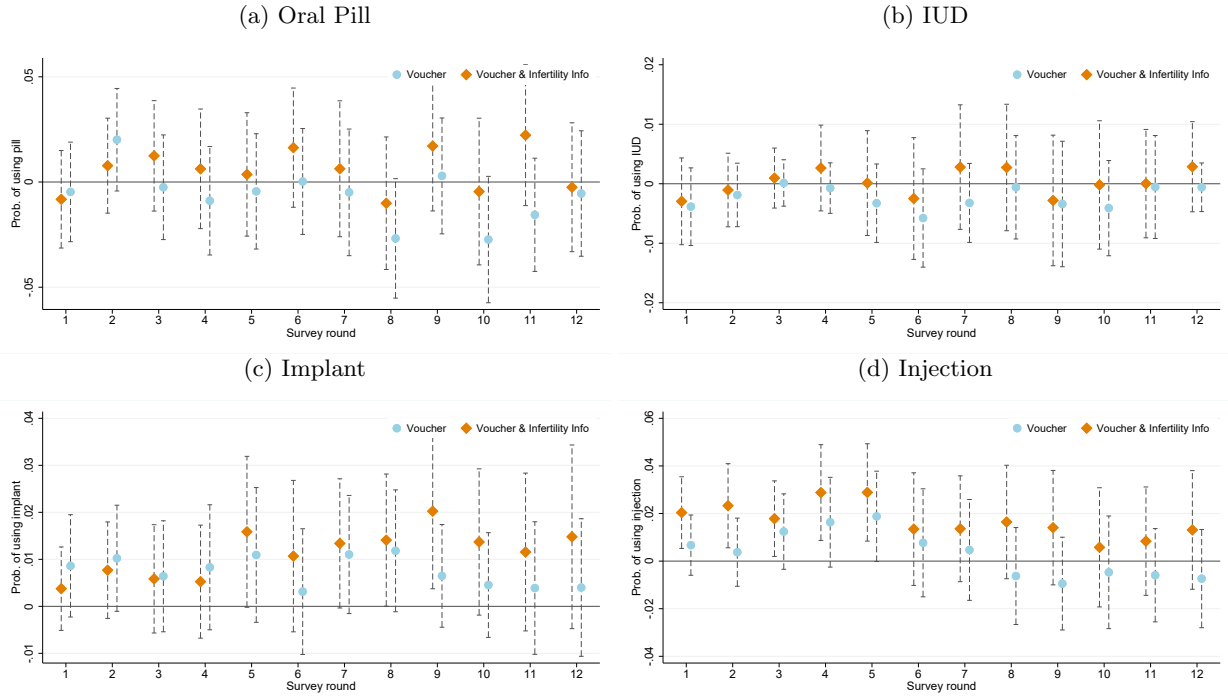 (a) Oral Pill
Voucher Voucher & Infertility Info
Prob. of using pill
.05
0
-.05
1 2 3 4 5 6 7 8 9 10 11 12
Survey round
(b) IUD
Voucher Voucher & Infertility Info
Prob. of using IUD
.02
.01
0
-.01
-.02
1 2 3 4 5 6 7 8 9 10 11 12
Survey round
(c) Implant
Voucher Voucher & Infertility Info
Prob. of using implant
.04
.03
.02
.01
0
-.01
1 2 3 4 5 6 7 8 9 10 11 12
Survey round
(d) Injection
Voucher Voucher & Infertility Info
Prob. of using injection
.06
.04
.02
0
-.02
-.04
1 2 3 4 5 6 7 8 9 10 11 12
Survey round